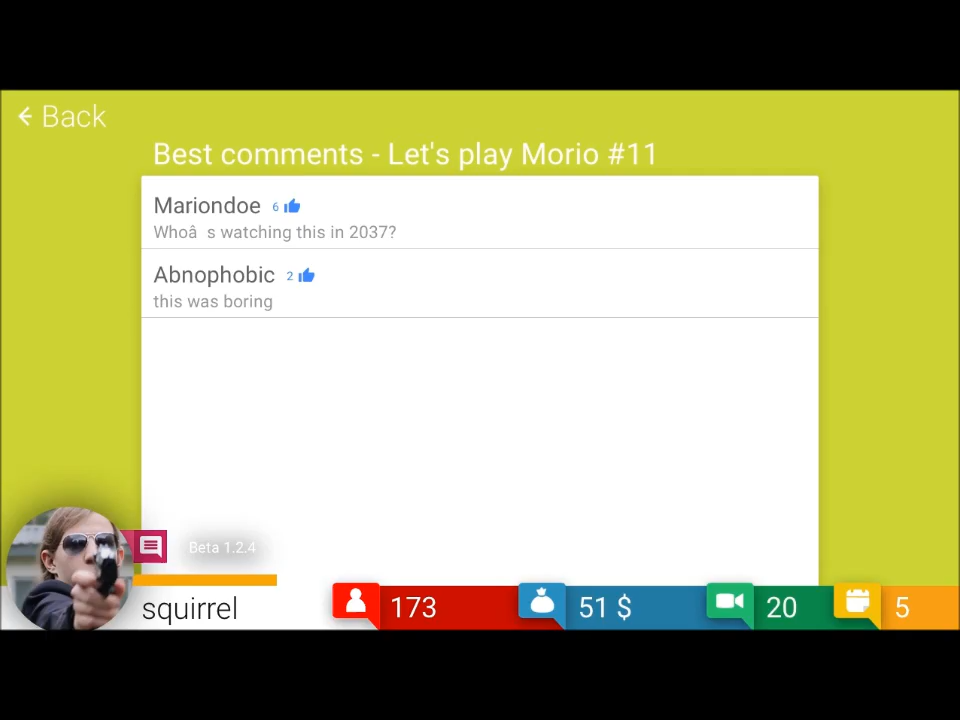 Back
Best comments - Let's play Morio #11
Mariondoe 6
Whoâ s watching this in 2037?
Abnophobic 2
this was boring
Beta 1.2.4
squirrel
173
51 $
20
5